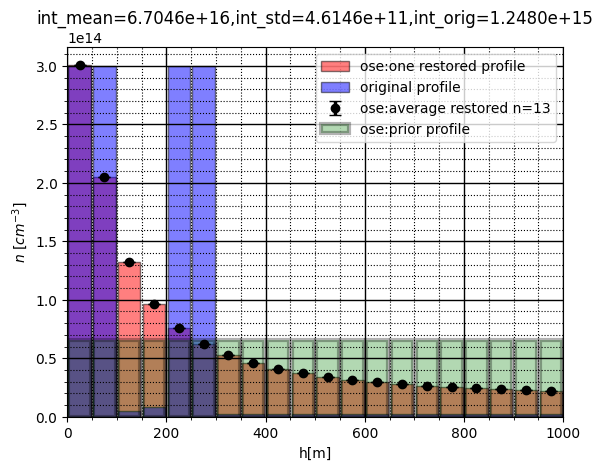 int_mean=6.7046e+16,int_std=4.6146e+11,int_orig=1.2480e+15
1e14
ose:one restored profile
original profile
ose:average restored n=13
ose:prior profile
3.0
2.5
2.0
1.5
1.0
0.5
0.0
n [cm⁻³]
0 200 400 600 800 1000
h[m]